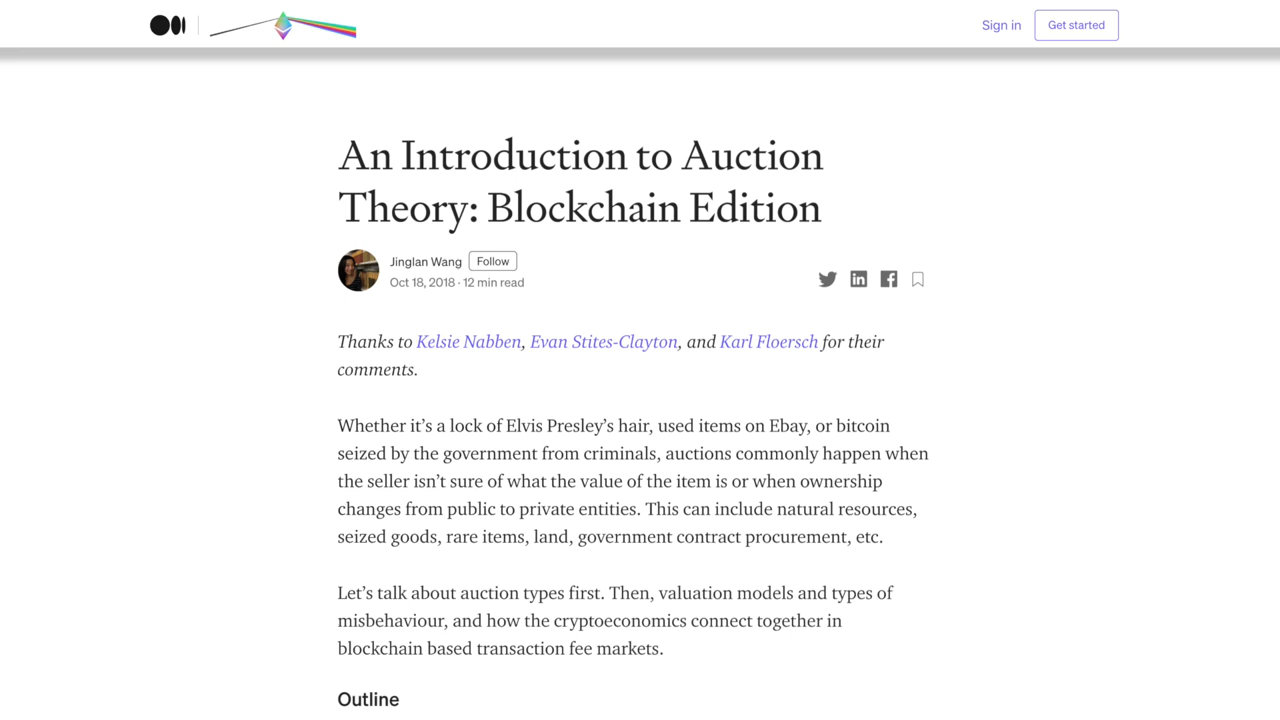 Sign in
Get started
An Introduction to Auction
Theory: Blockchain Edition
Jinglan Wang Follow
Oct 18, 2018 · 12 min read
Thanks to Kelsie Nabben, Evan Stites-Clayton, and Karl Floersch for their
comments.
Whether it’s a lock of Elvis Presley’s hair, used items on Ebay, or bitcoin
seized by the government from criminals, auctions commonly happen when
the seller isn’t sure of what the value of the item is or when ownership
changes from public to private entities. This can include natural resources,
seized goods, rare items, land, government contract procurement, etc.
Let’s talk about auction types first. Then, valuation models and types of
misbehaviour, and how the cryptoeconomics connect together in
blockchain based transaction fee markets.
Outline